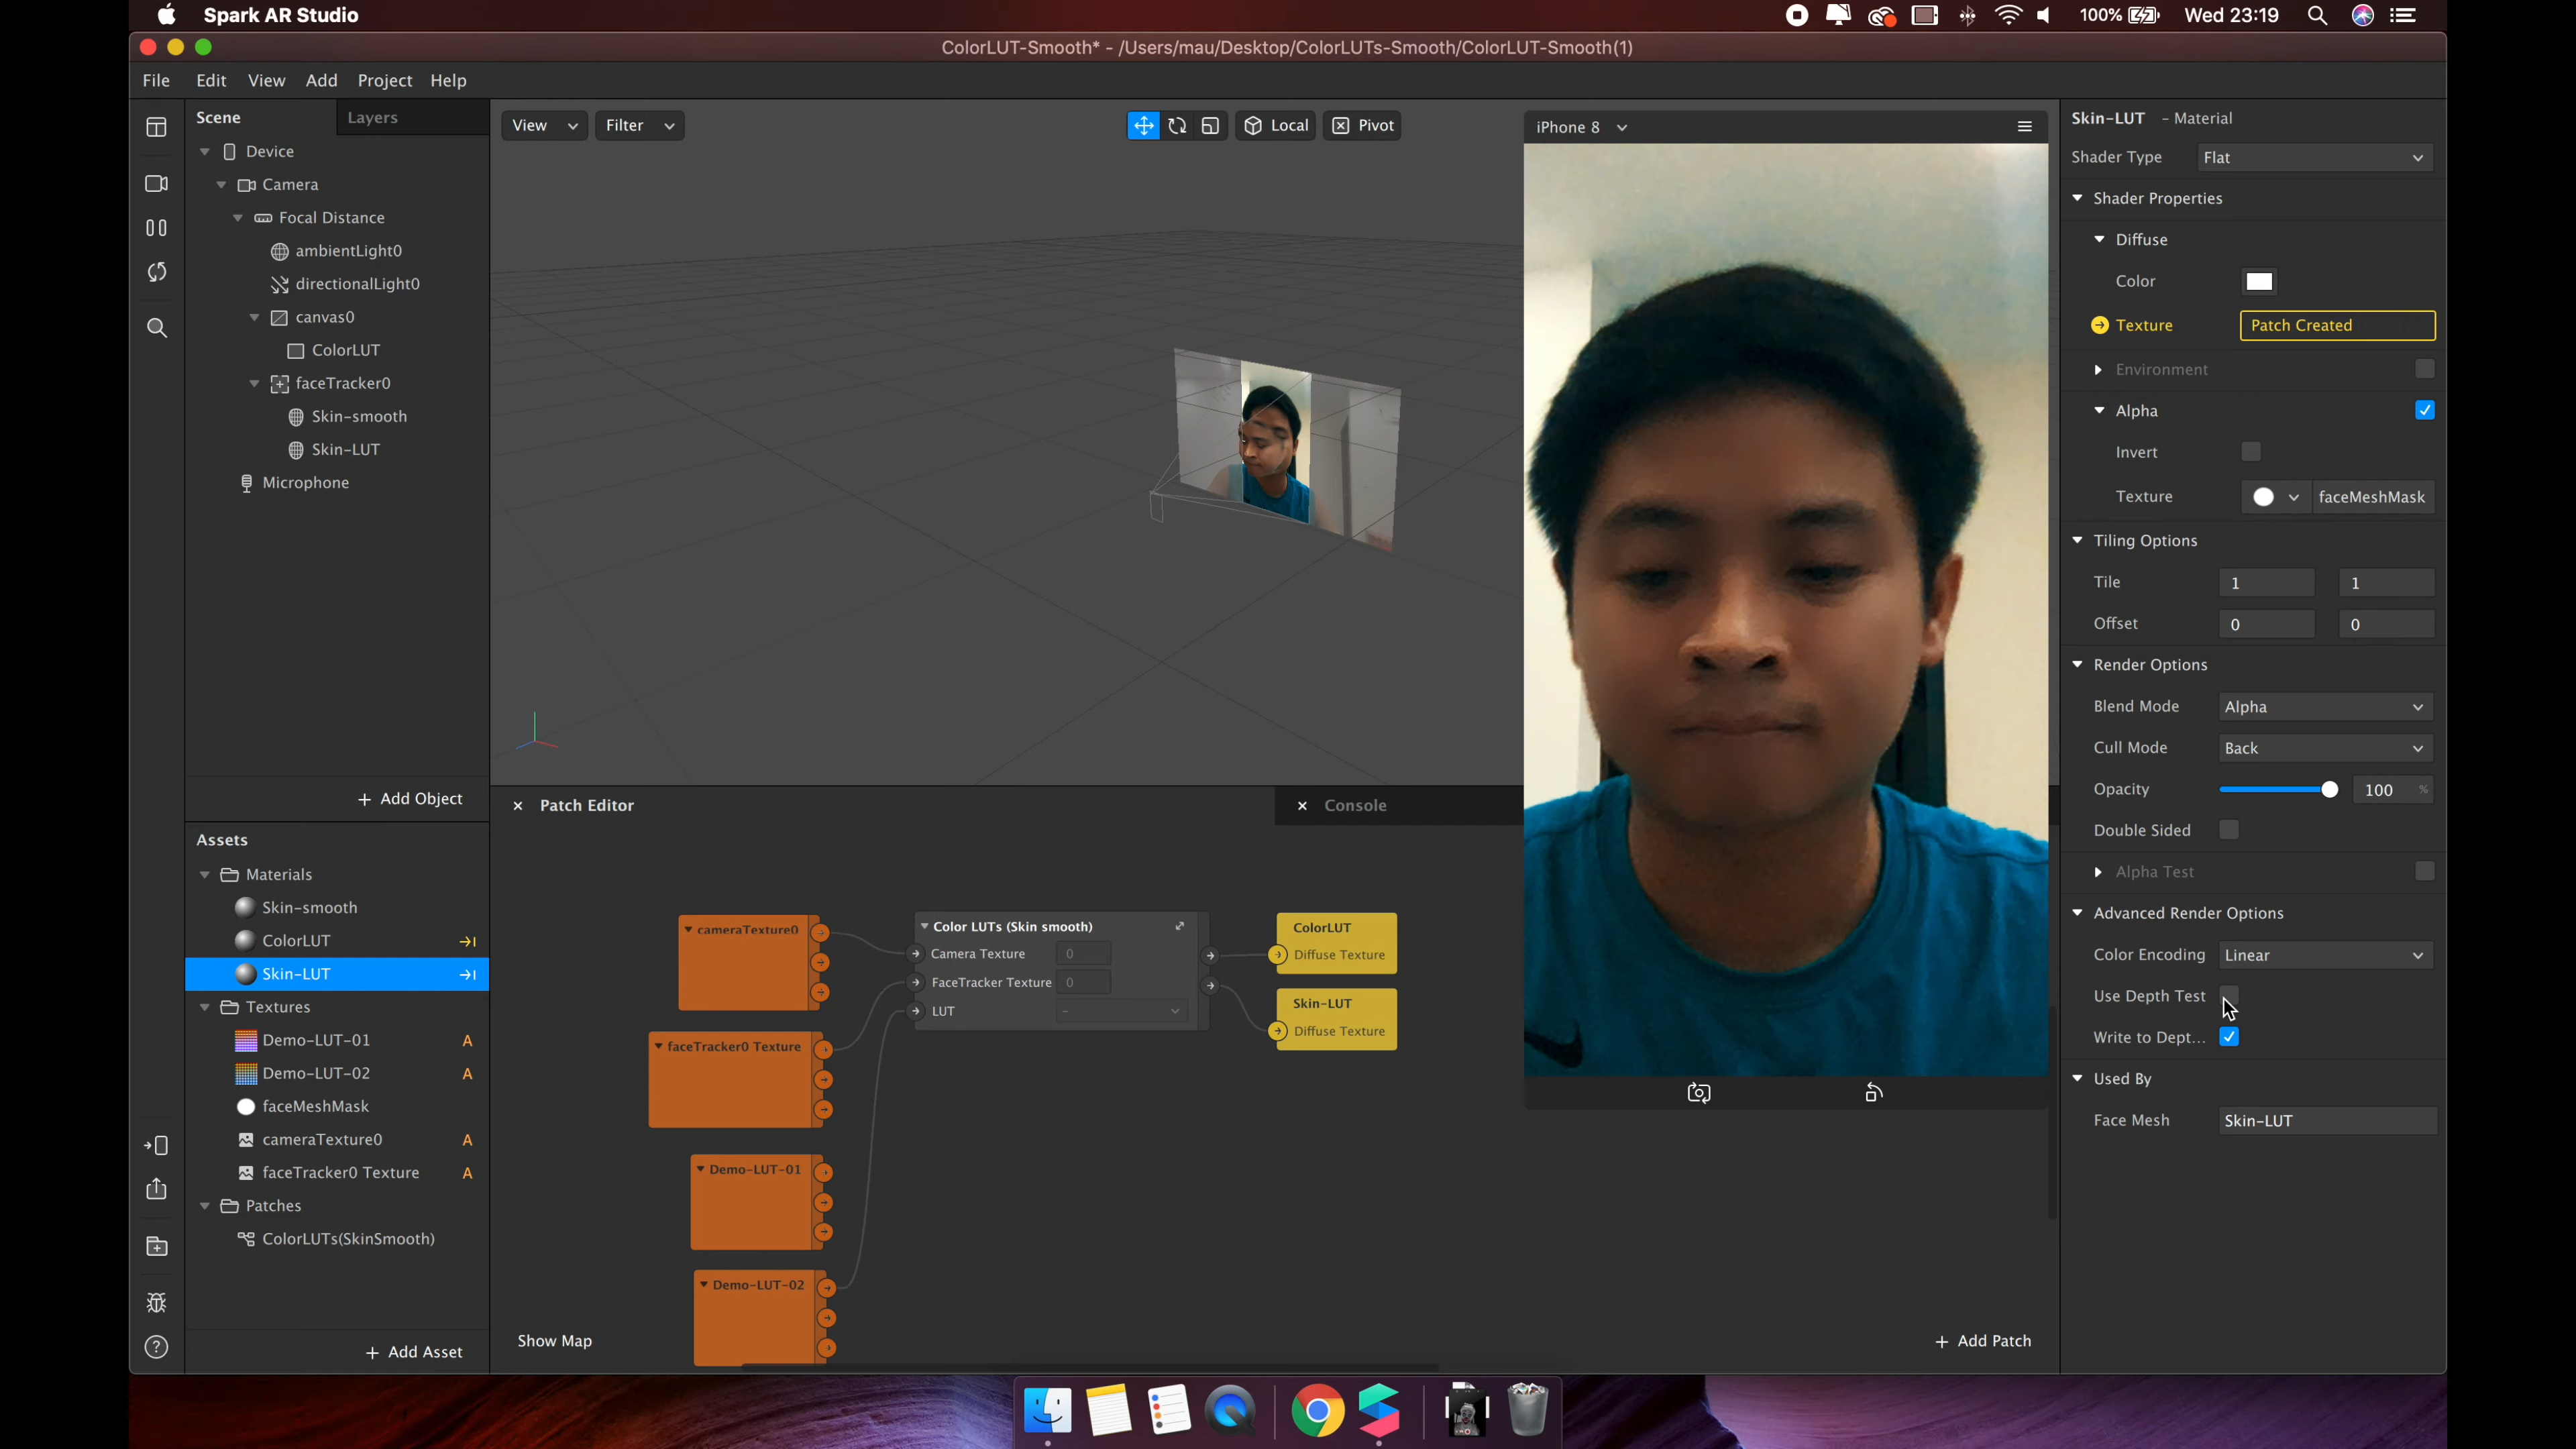 Spark AR Studio
100%
Wed 23:19
ColorLUT-Smooth* - /Users/mau/Desktop/ColorLUTs-Smooth/ColorLUT-Smooth(1)
File Edit View Add Project Help
Scene
Layers
Device
Camera
Focal Distance
ambientLight0
directionalLight0
canvas0
ColorLUT
faceTracker0
Skin-smooth
Skin-LUT
Microphone
+ Add Object
Assets
Materials
Skin-smooth
ColorLUT
Skin-LUT
Textures
Demo-LUT-01 A
Demo-LUT-02 A
faceMeshMask
cameraTexture0 A
faceTracker0 Texture A
Patches
ColorLUTs(SkinSmooth)
+ Add Asset
View
Filter
Local
Pivot
iPhone 8
Patch Editor
Console
cameraTexture0
faceTracker0 Texture
Demo-LUT-01
Demo-LUT-02
Color LUTs (Skin smooth)
Camera Texture 0
FaceTracker Texture 0
LUT -
ColorLUT
Diffuse Texture
Skin-LUT
Diffuse Texture
Show Map
+ Add Patch
Skin-LUT - Material
Shader Type Flat
Shader Properties
Diffuse
Color
Texture Patch Created
Environment
Alpha
Invert
Texture faceMeshMask
Tiling Options
Tile 1 1
Offset 0 0
Render Options
Blend Mode Alpha
Cull Mode Back
Opacity 100 %
Double Sided
Alpha Test
Advanced Render Options
Color Encoding Linear
Use Depth Test
Write to Dept...
Used By
Face Mesh Skin-LUT